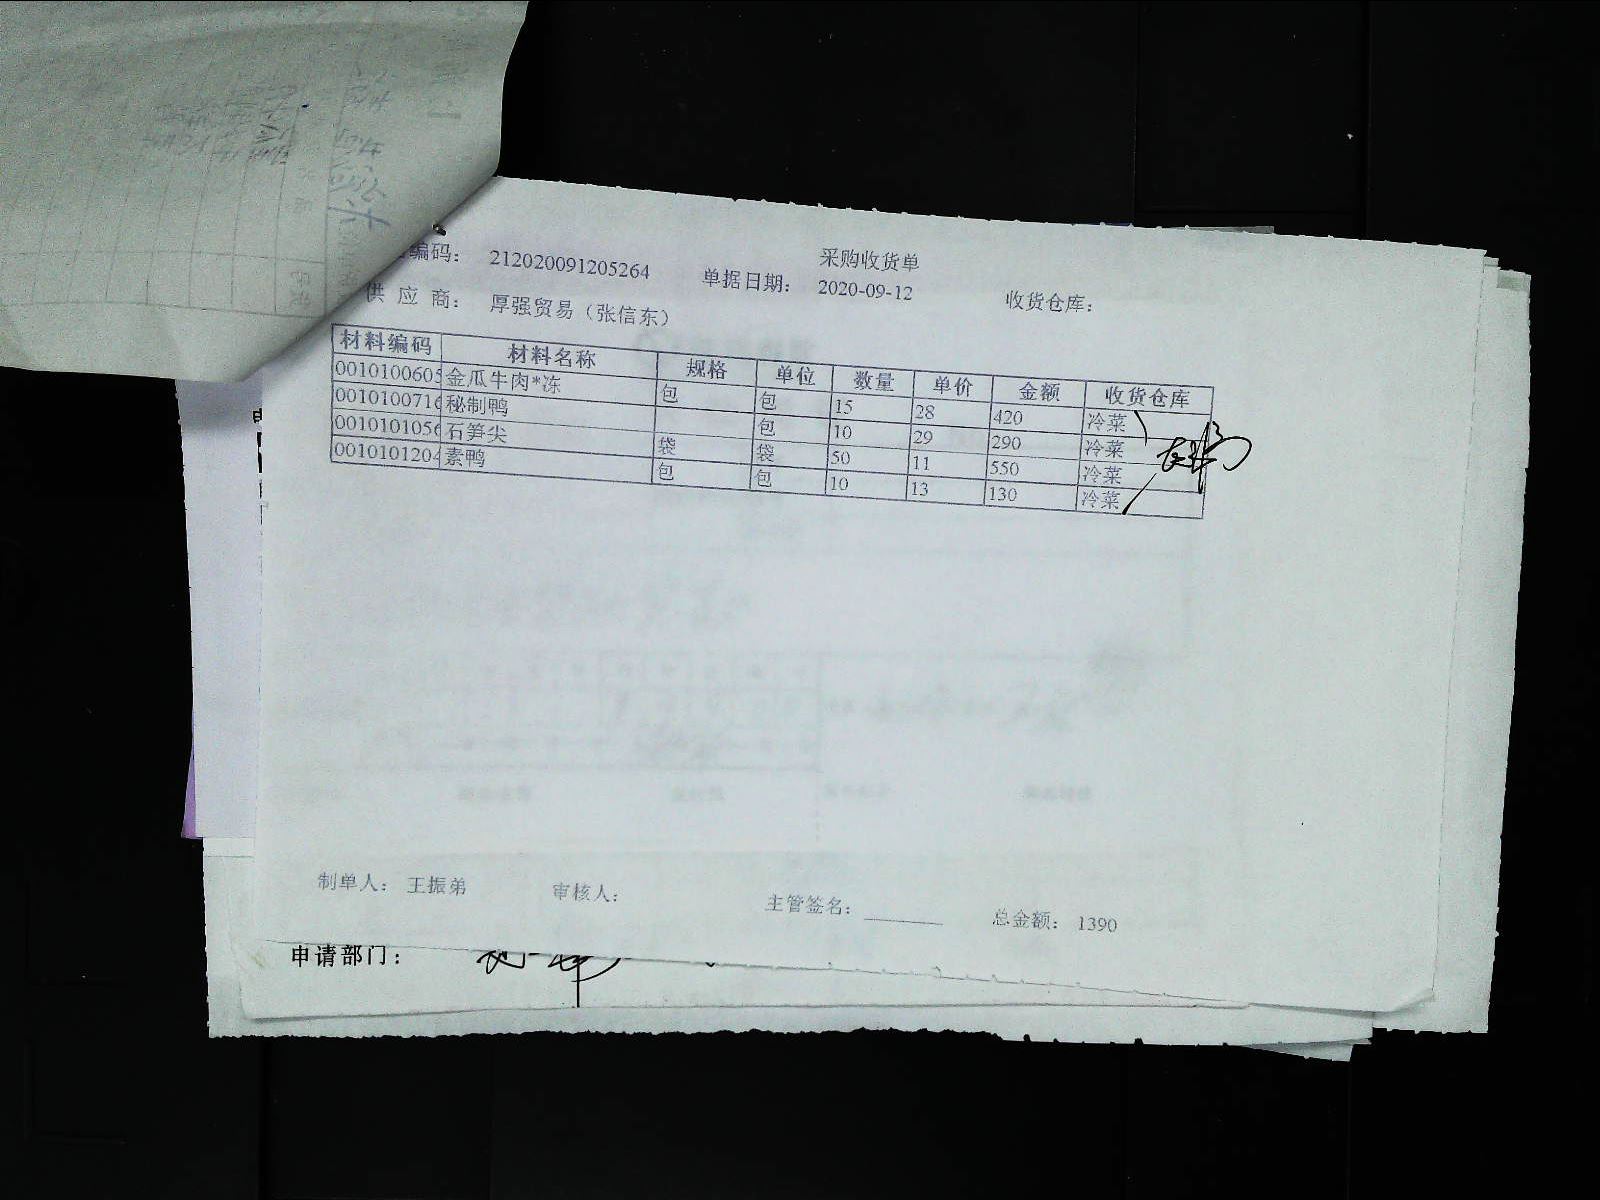 采购收货单
编码： 212020091205264 单据日期： 2020-09-12 收货仓库：
供 应 商： 厚强贸易（张信东）
材料编码 材料名称 规格 单位 数量 单价 金额 收货仓库
0010100605 金瓜牛肉*冻 包 包 15 28 420 冷菜
001010071 秘制鸭 包 10 29 290 冷菜
001010105 石笋尖 袋 袋 50 11 550 冷菜
001010120 素鸭 包 包 10 13 130 冷菜
制单人： 王振弟 审核人： 主管签名： 总金额： 1390
申请部门：